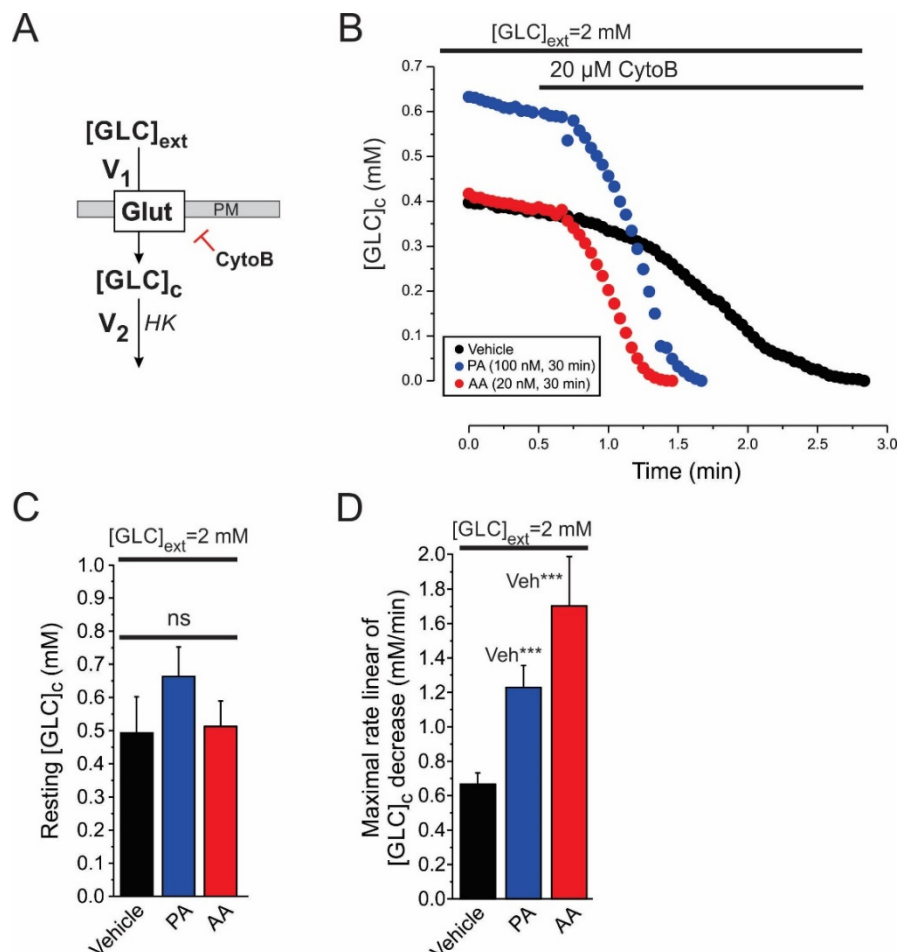 A
[GLC]ext
V1
Glut
PM
CytoB
[GLC]c
V2
HK
B
[GLC]ext=2 mM
20 µM CytoB
[GLC]c (mM)
0.7
0.6
0.5
0.4
0.3
0.2
0.1
0.0
Vehicle
PA (100 nM, 30 min)
AA (20 nM, 30 min)
0.0 0.5 1.0 1.5 2.0 2.5 3.0
Time (min)
C
[GLC]ext=2 mM
ns
Resting [GLC]c (mM)
1.0
0.9
0.8
0.7
0.6
0.5
0.4
0.3
0.2
0.1
0.0
Vehicle PA AA
D
[GLC]ext=2 mM
Maximal rate linear of
[GLC]c decrease (mM/min)
2.0
1.8
1.6
1.4
1.2
1.0
0.8
0.6
0.4
0.2
0.0
Veh***
Veh***
Vehicle PA AA